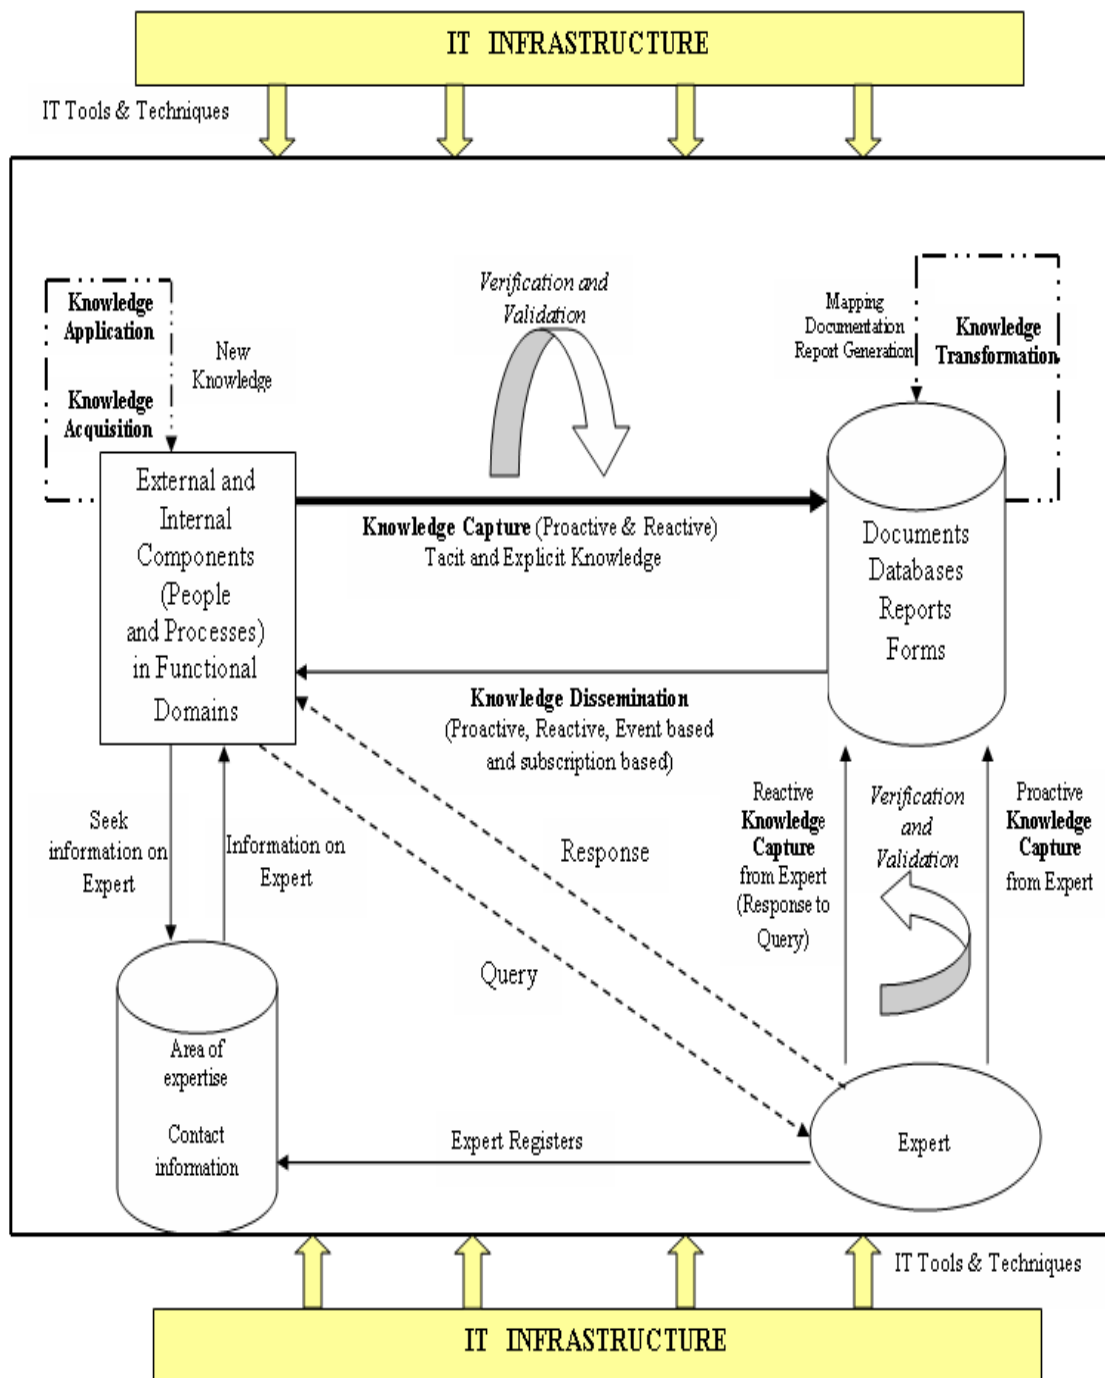 IT INFRASTRUCTURE
IT Tools & Techniques
Knowledge
Application
Knowledge
Acquisition
New
Knowledge
Verification and
Validation
Mapping
Documentation
Report Generation
Knowledge
Transformation
External and
Internal
Components
(People
and Processes)
in Functional
Domains
Knowledge Capture (Proactive & Reactive)
Tacit and Explicit Knowledge
Documents
Databases
Reports
Forms
Knowledge Dissemination
(Proactive, Reactive, Event based
and subscription based)
Seek
information on
Expert
Information on
Expert
Response
Query
Reactive
Knowledge
Capture
from Expert
(Response to
Query)
Verification
and
Validation
Proactive
Knowledge
Capture
from Expert
Area of
expertise
Contact
information
Expert Registers
Expert
IT Tools & Techniques
IT INFRASTRUCTURE